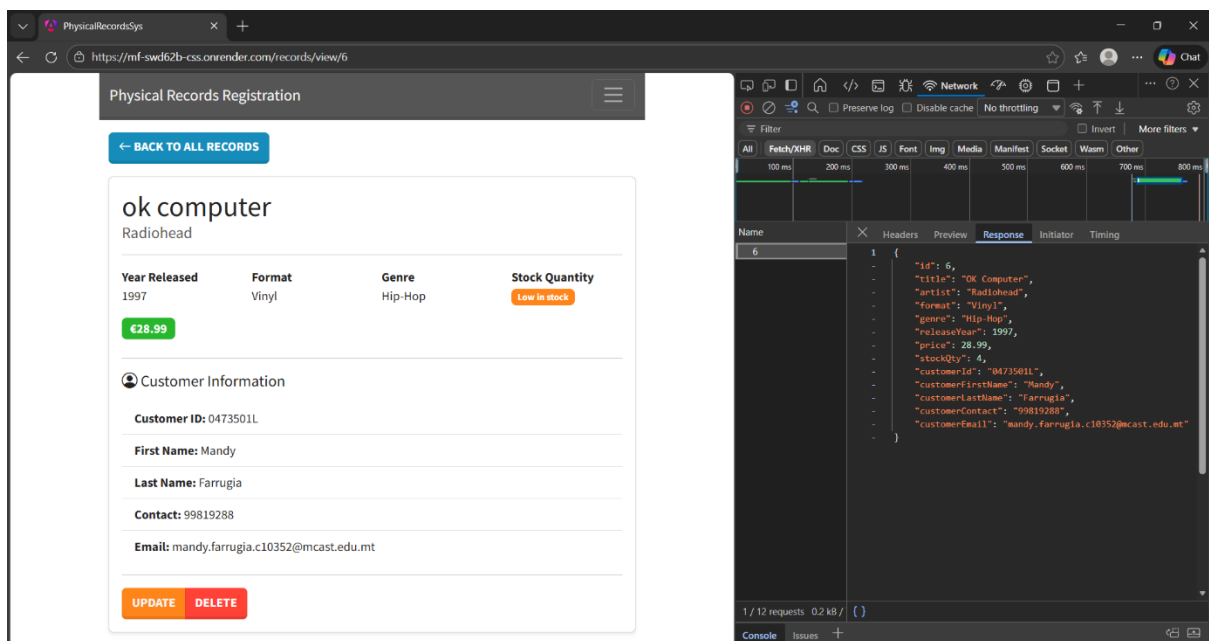 PhysicalRecordsSys
https://mf-swd62b-css.onrender.com/records/view/6
Chat
Physical Records Registration
← BACK TO ALL RECORDS
ok computer
Radiohead
Year Released Format Genre Stock Quantity
1997 Vinyl Hip-Hop Low in stock
€28.99
Customer Information
Customer ID: 0473501L
First Name: Mandy
Last Name: Farrugia
Contact: 99819288
Email: mandy.farrugia.c10352@mcast.edu.mt
UPDATE DELETE
Network
Preserve log Disable cache No throttling
Filter Invert More filters
All Fetch/XHR Doc CSS JS Font Img Media Manifest Socket Wasm Other
100 ms 200 ms 300 ms 400 ms 500 ms 600 ms 700 ms 800 ms
Name Headers Preview Response Initiator Timing
6
1 {
- "id": 6,
- "title": "OK Computer",
- "artist": "Radiohead",
- "format": "Vinyl",
- "genre": "Hip-Hop",
- "releaseYear": 1997,
- "price": 28.99,
- "stockQty": 4,
- "customerId": "0473501L",
- "customerFirstName": "Mandy",
- "customerLastName": "Farrugia",
- "customerContact": "99819288",
- "customerEmail": "mandy.farrugia.c10352@mcast.edu.mt"
- }
1 / 12 requests 0.2 kB / { }
Console Issues